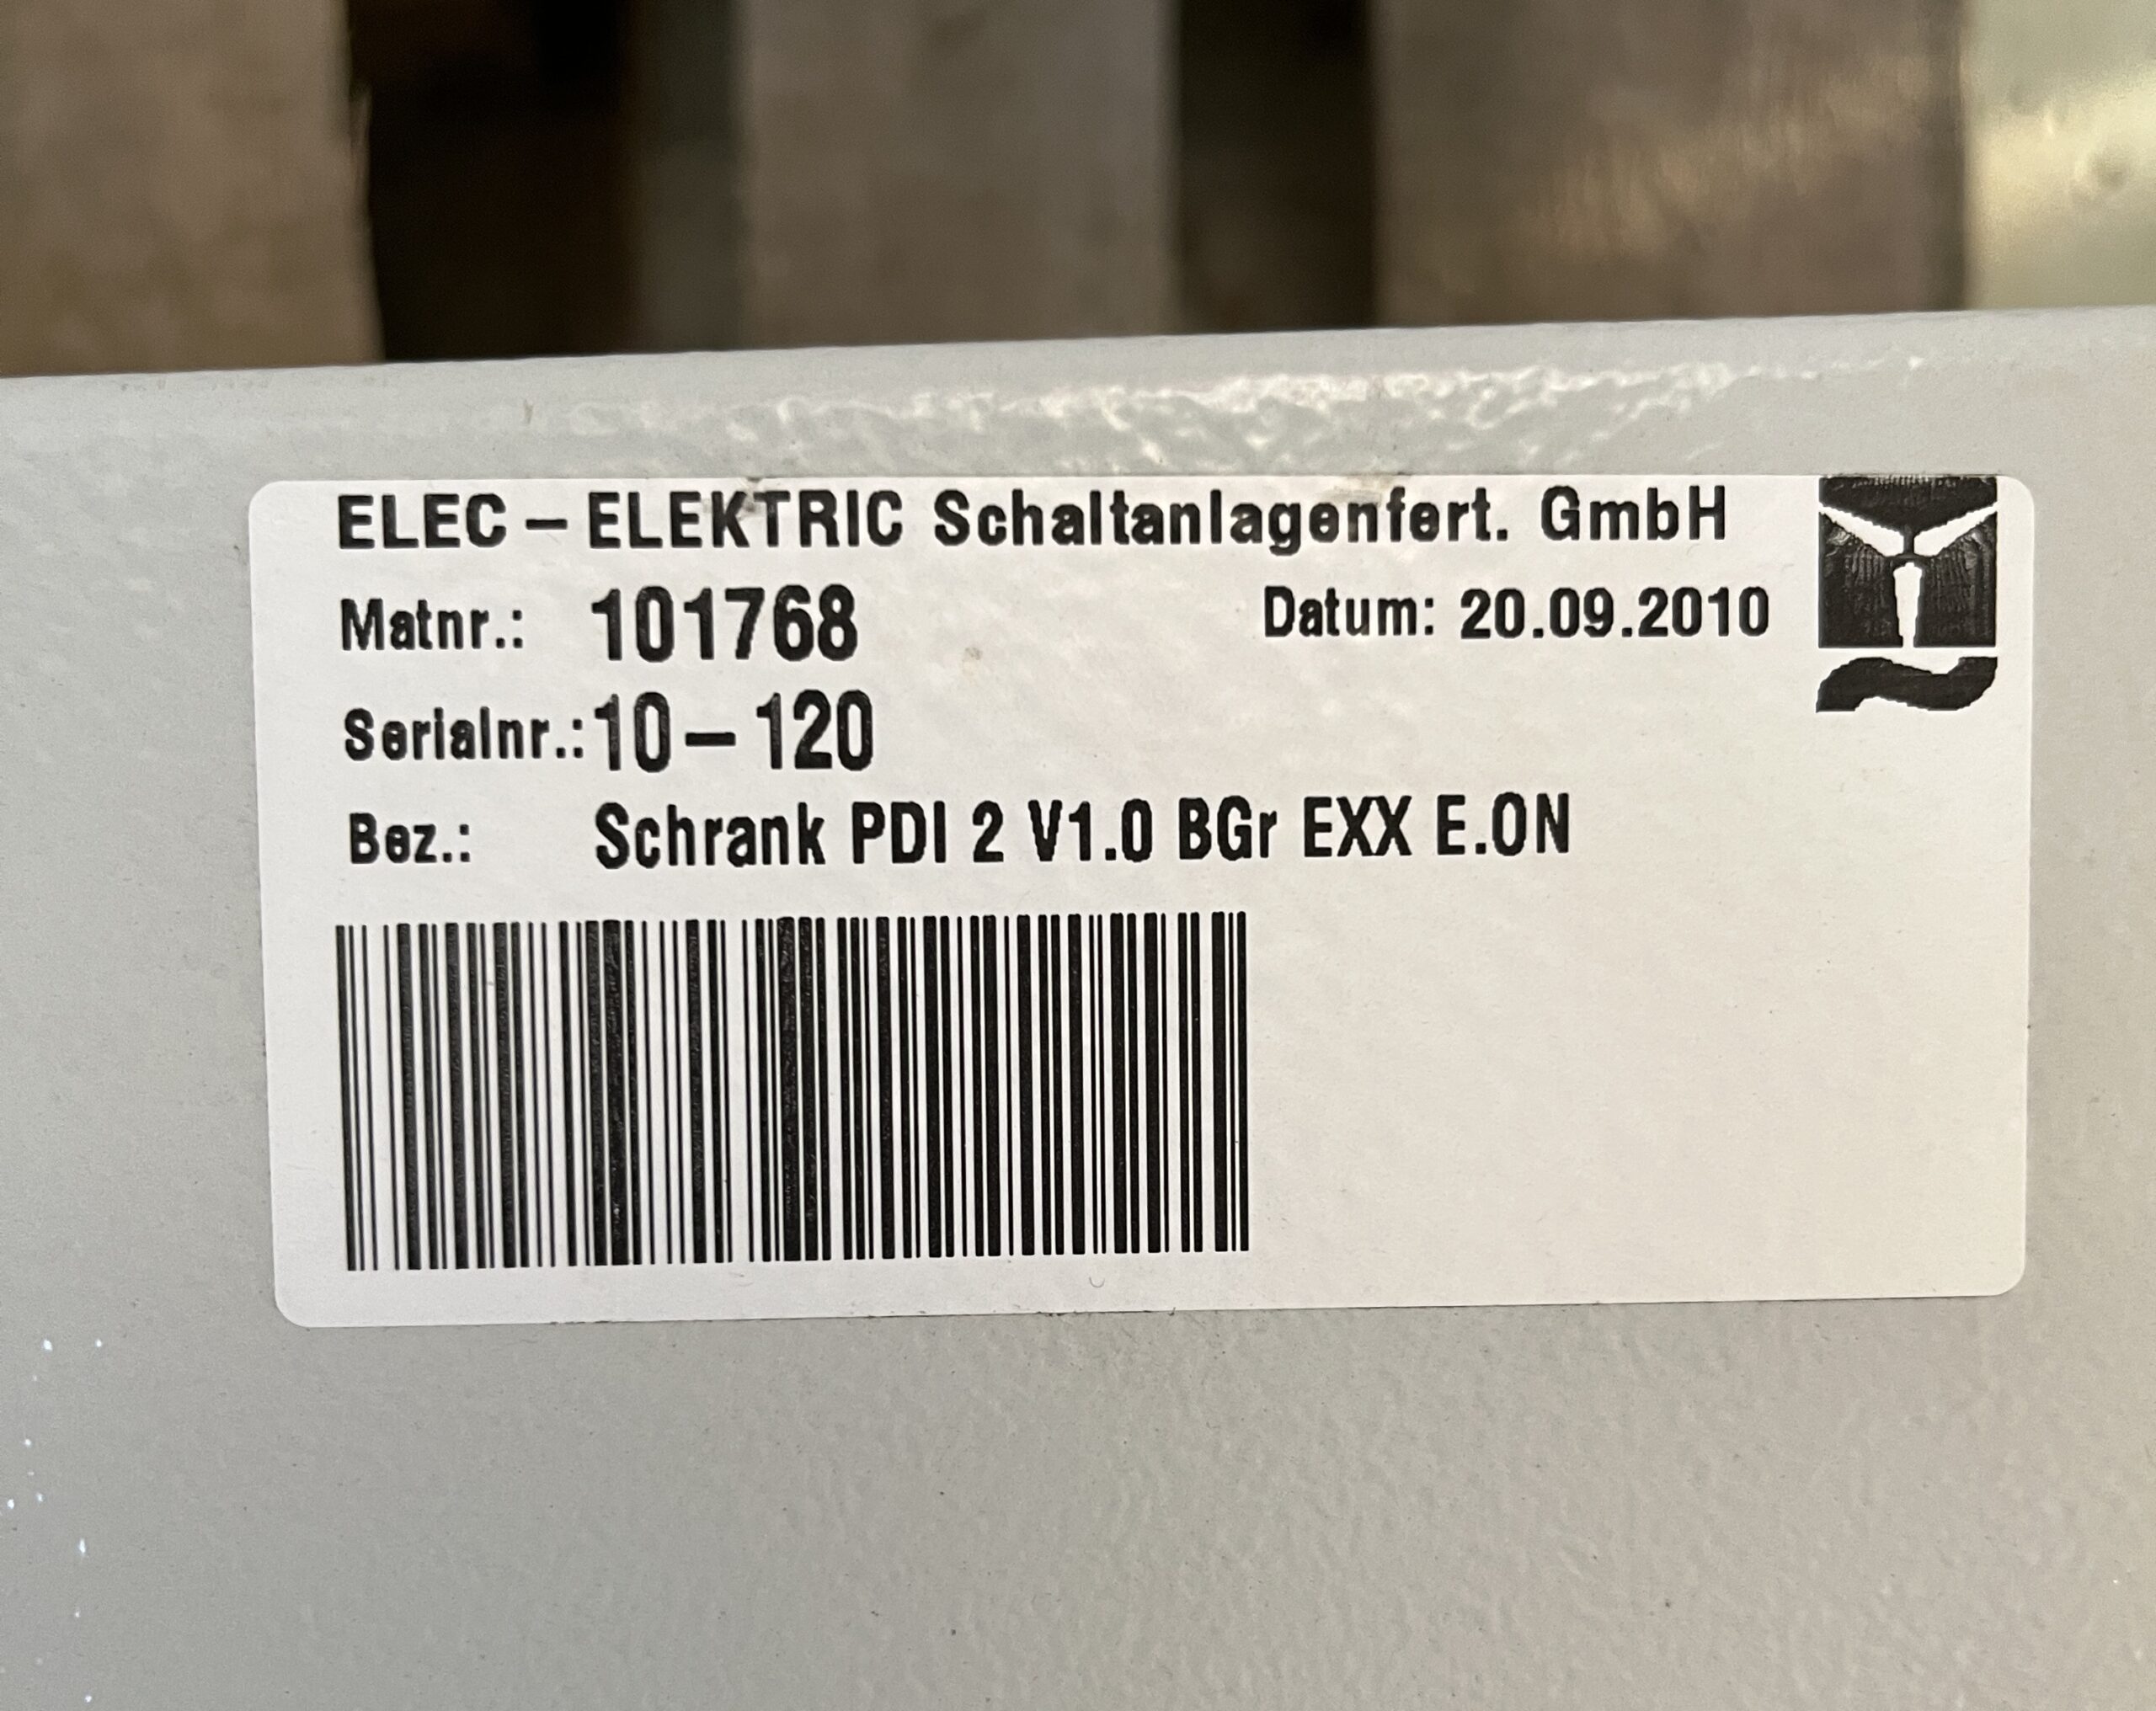 ELEC - ELEKTRIC Schaltanlagenfert. GmbH
Matnr.: 101768 Datum: 20.09.2010
Serialnr.: 10-120
Bez.: Schrank PDI 2 V1.0 BGr EXX E.ON